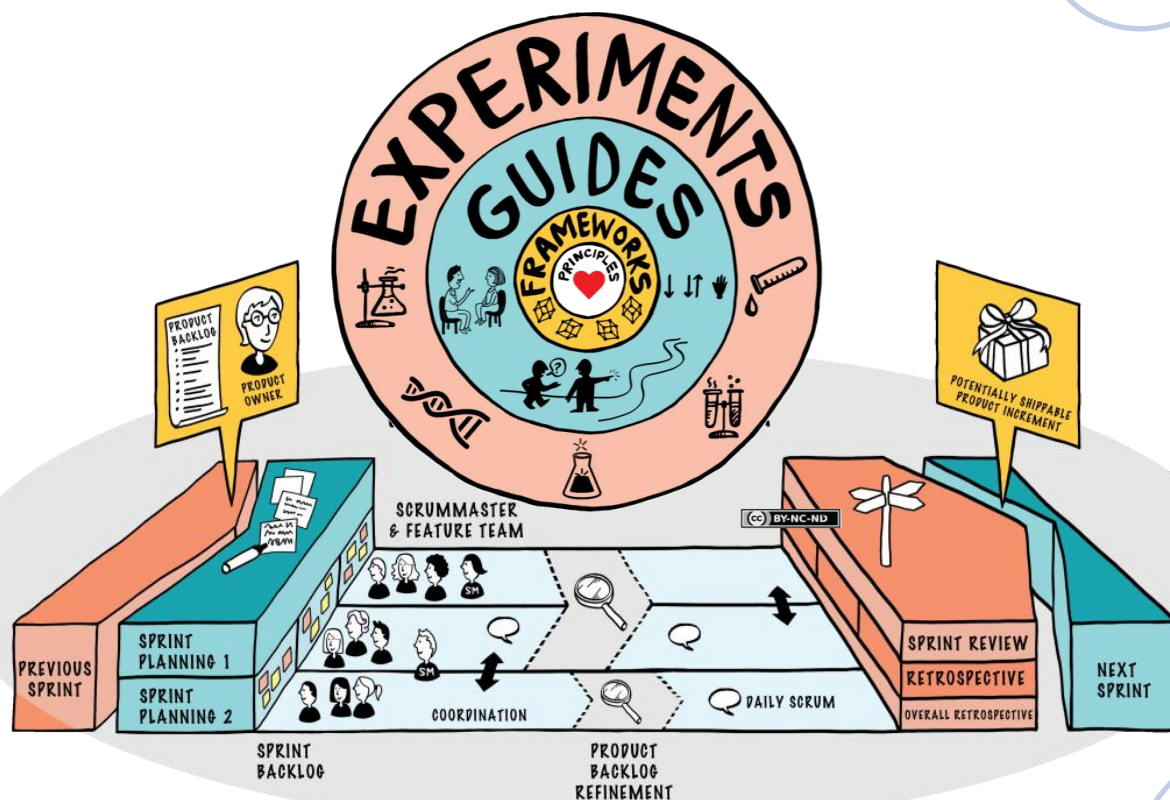 EXPERIMENTS
GUIDES
FRAMEWORKS
PRINCIPLES
PRODUCT
BACKLOG
PRODUCT
OWNER
POTENTIALLY SHIPPABLE
PRODUCT INCREMENT
SCRUMMASTER
& FEATURE TEAM
cc BY-NC-ND
SM
SM
PREVIOUS
SPRINT
SPRINT
PLANNING 1
SPRINT
PLANNING 2
COORDINATION
DAILY SCRUM
SPRINT REVIEW
RETROSPECTIVE
OVERALL RETROSPECTIVE
NEXT
SPRINT
SPRINT
BACKLOG
PRODUCT
BACKLOG
REFINEMENT